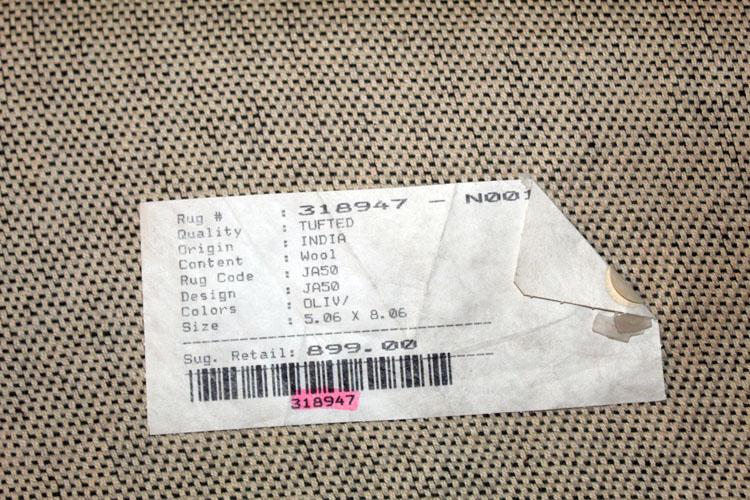 Rug # : 318947 - N001
Quality : TUFTED
Origin : INDIA
Content : Wool
Rug Code : JA50
Design : JA50
Colors : OLIV/
Size : 5.06 X 8.06
Sug. Retail: 899.00
318947